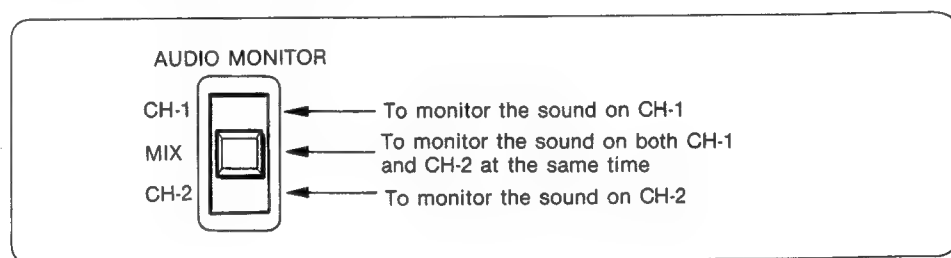 AUDIO MONITOR
CH-1 To monitor the sound on CH-1
MIX To monitor the sound on both CH-1
and CH-2 at the same time
CH-2 To monitor the sound on CH-2